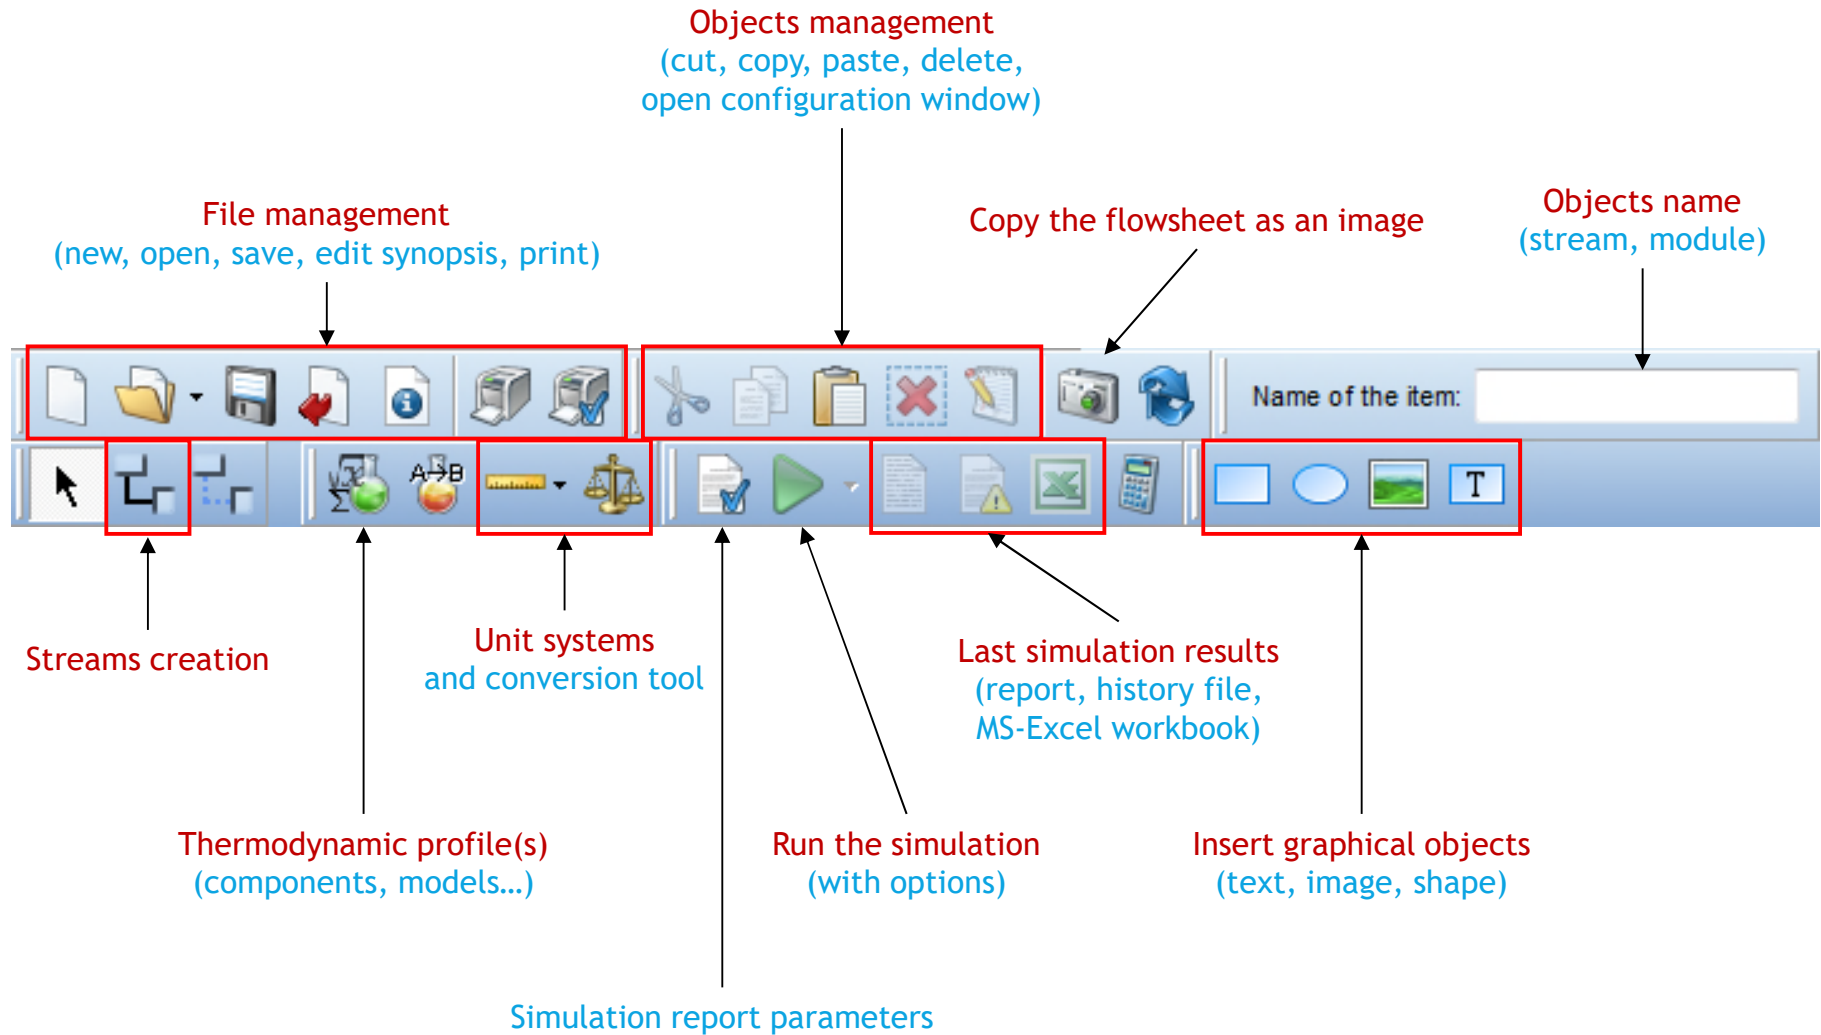 Objects management
(cut, copy, paste, delete,
open configuration window)
File management
(new, open, save, edit synopsis, print)
Copy the flowsheet as an image
Objects name
(stream, module)
Name of the item:
√x
Σ
A→B
T
Streams creation
Unit systems
and conversion tool
Last simulation results
(report, history file,
MS-Excel workbook)
Thermodynamic profile(s)
(components, models…)
Run the simulation
(with options)
Insert graphical objects
(text, image, shape)
Simulation report parameters